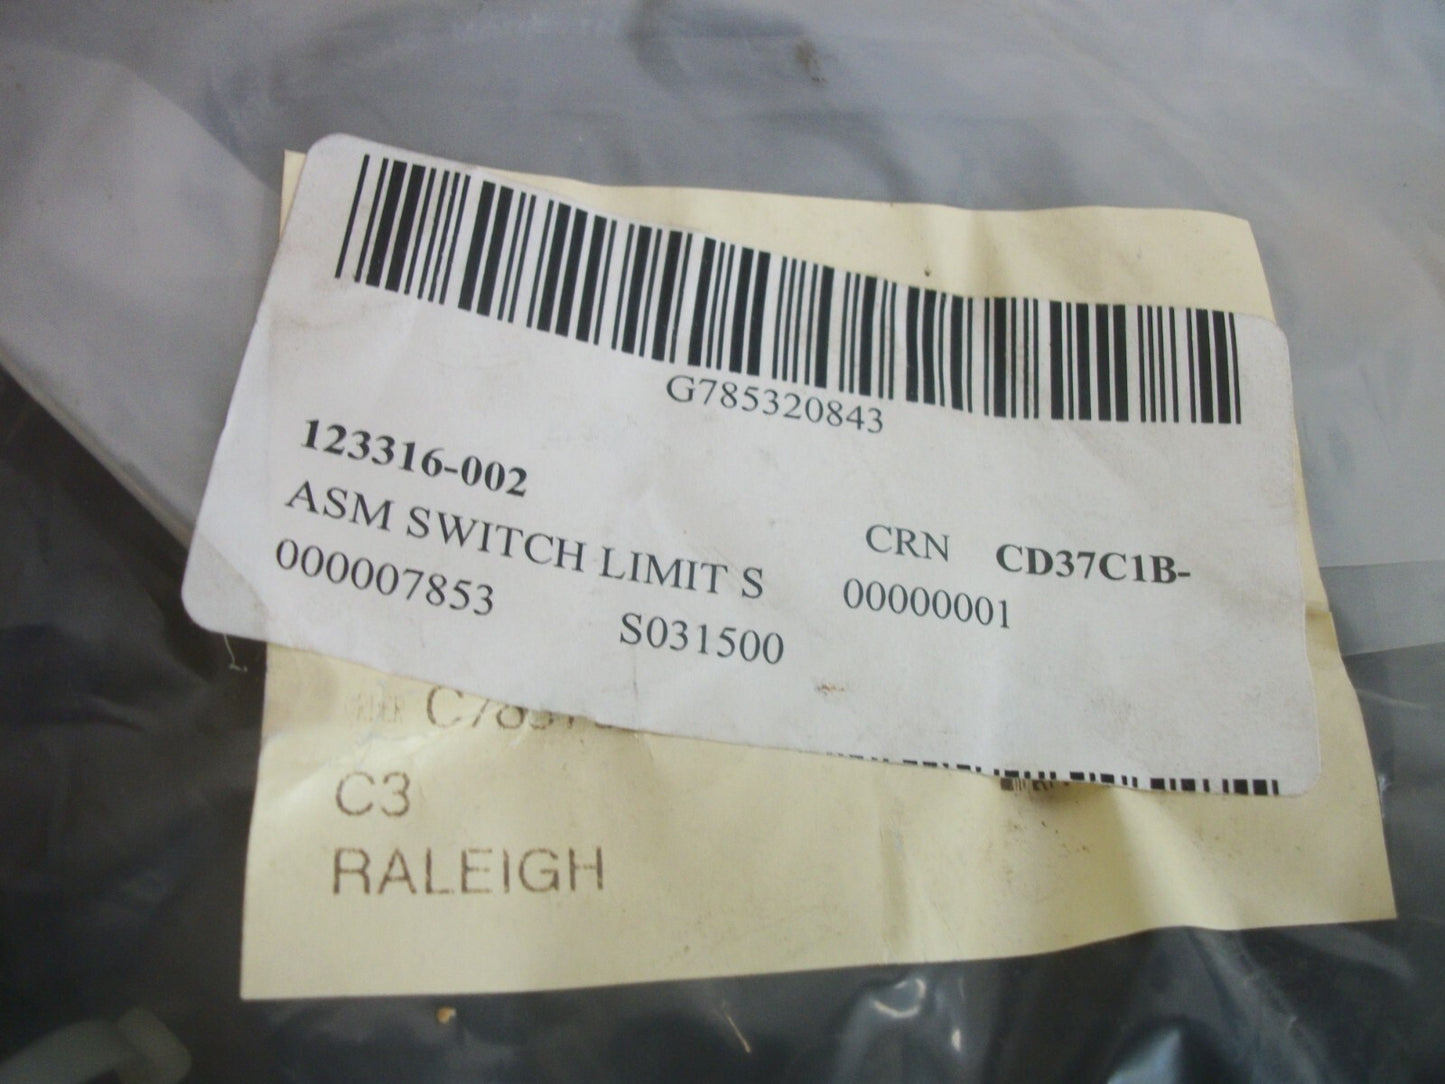 G785320843
123316-002
ASM SWITCH LIMIT S CRN CD37C1B-
000007853 S031500 00000001
C3
RALEIGH